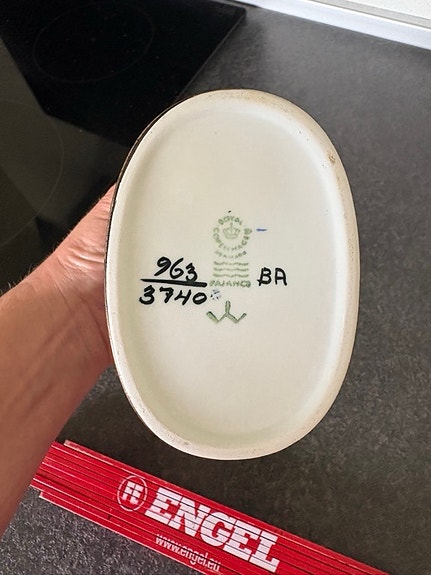 ROYAL
COPENHAGEN
DENMARK
FAJANCE
963
3740
BA
ENGEL
www.engel.eu